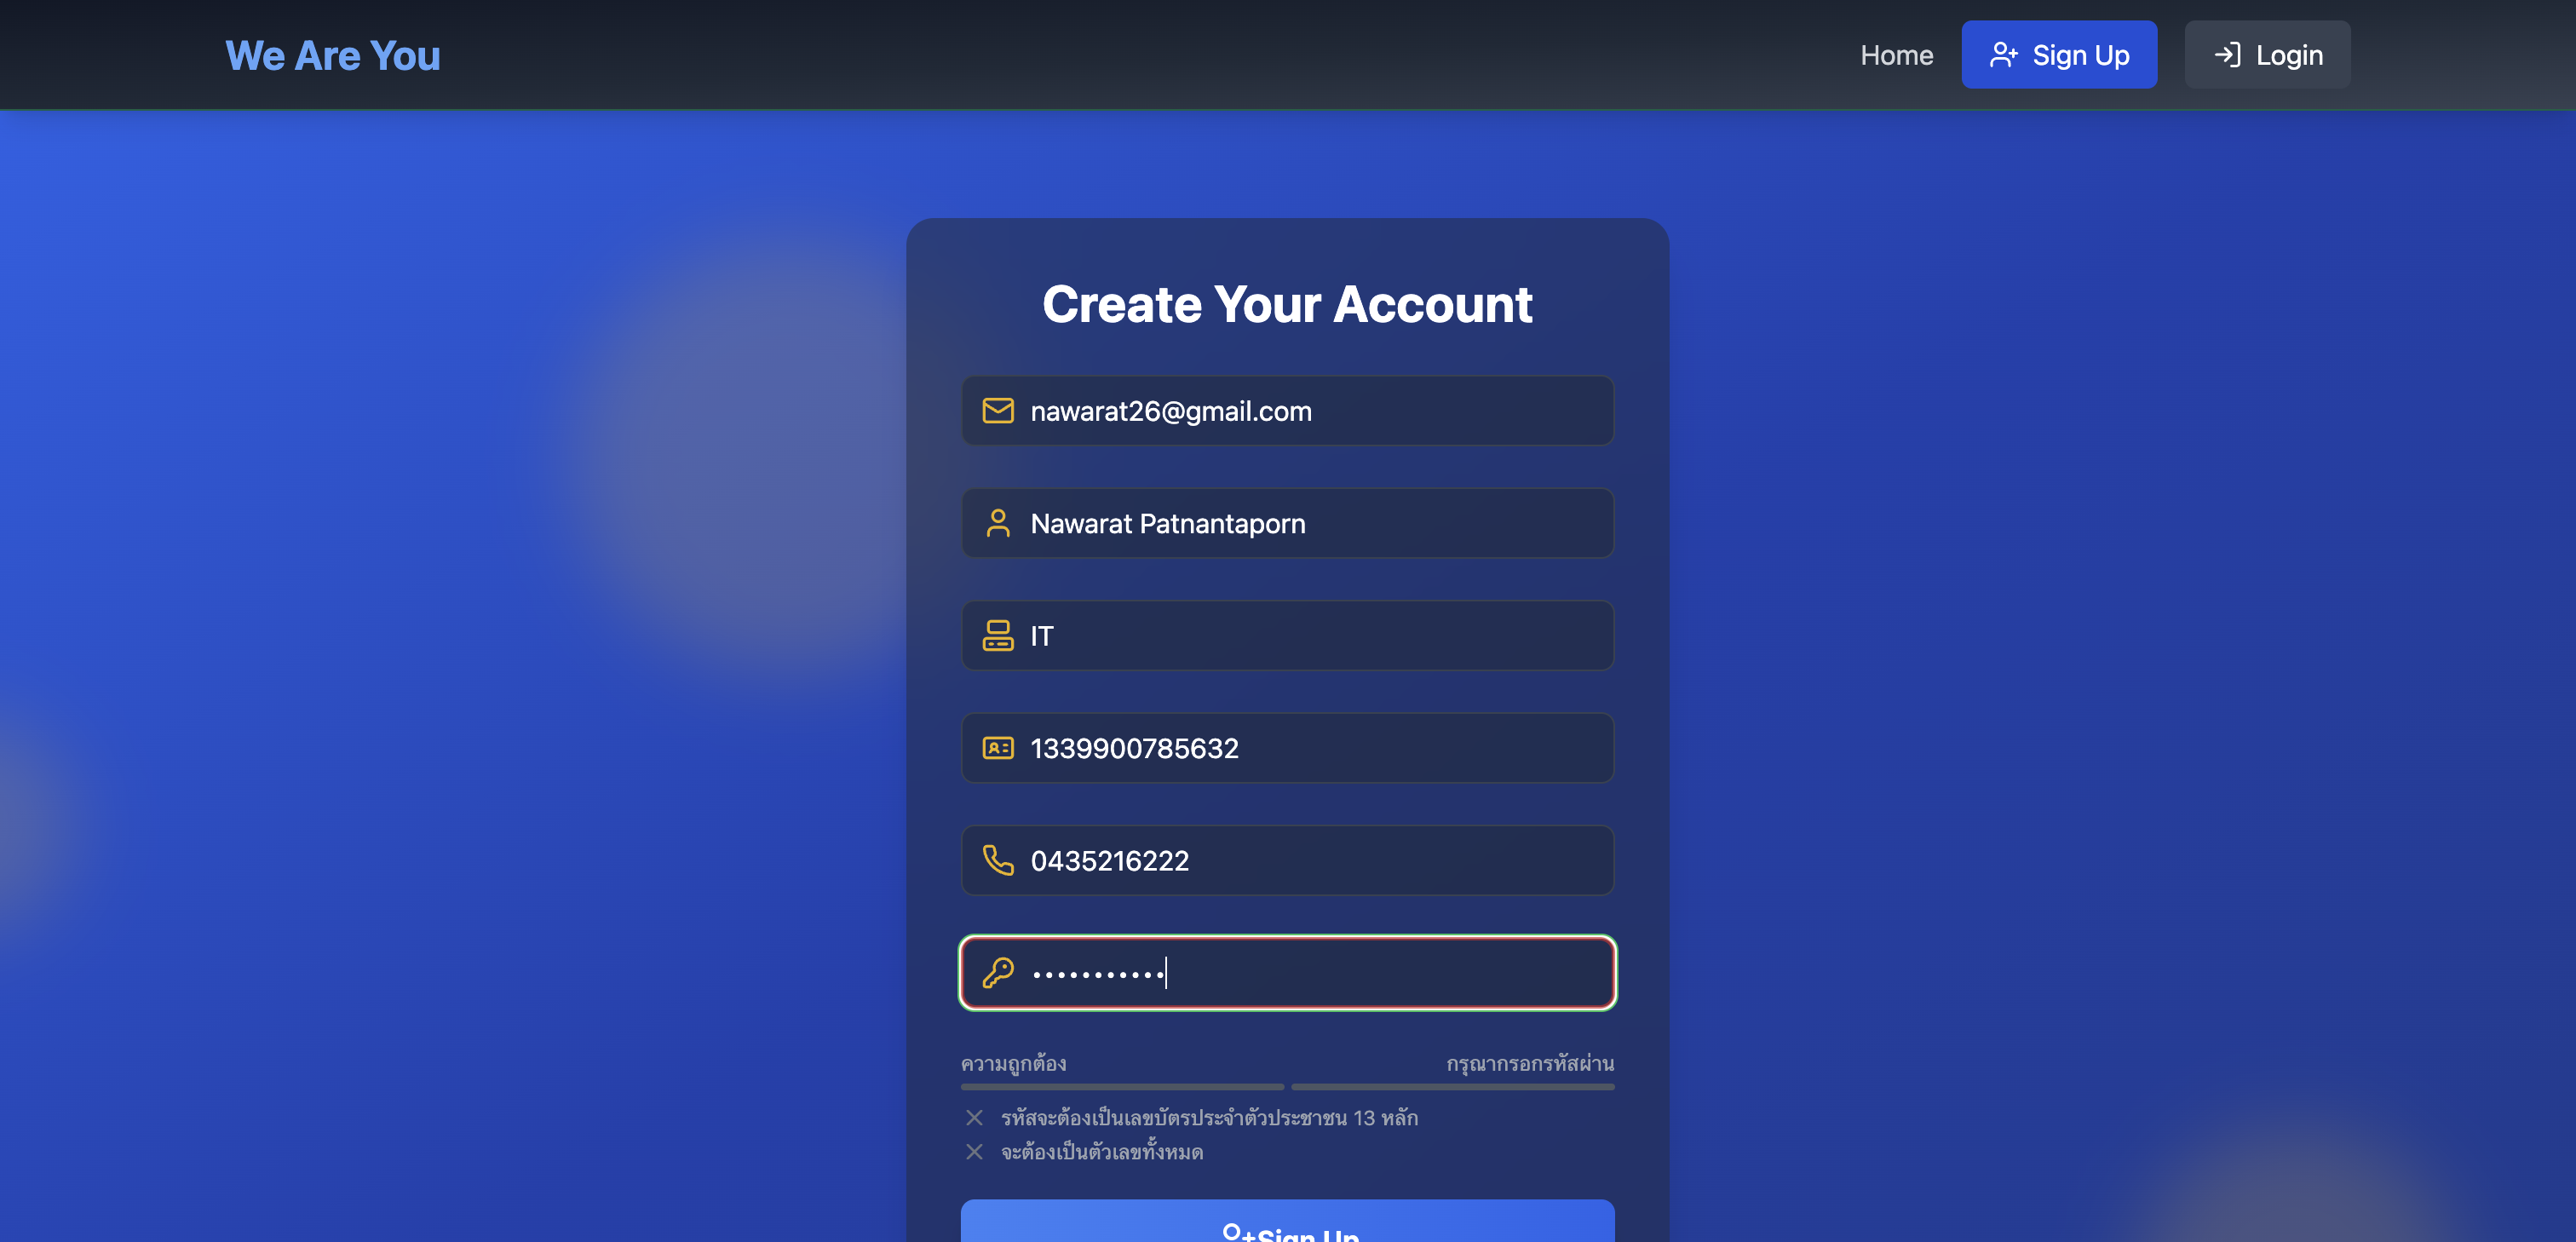 We Are You
Home
Sign Up
Login
Create Your Account
nawarat26@gmail.com
Nawarat Patnantaporn
IT
1339900785632
0435216222
•••••••••••
ความถูกต้อง
กรุณากรอกรหัสผ่าน
รหัสจะต้องเป็นเลขบัตรประจำตัวประชาชน 13 หลัก
จะต้องเป็นตัวเลขทั้งหมด
Sign Up